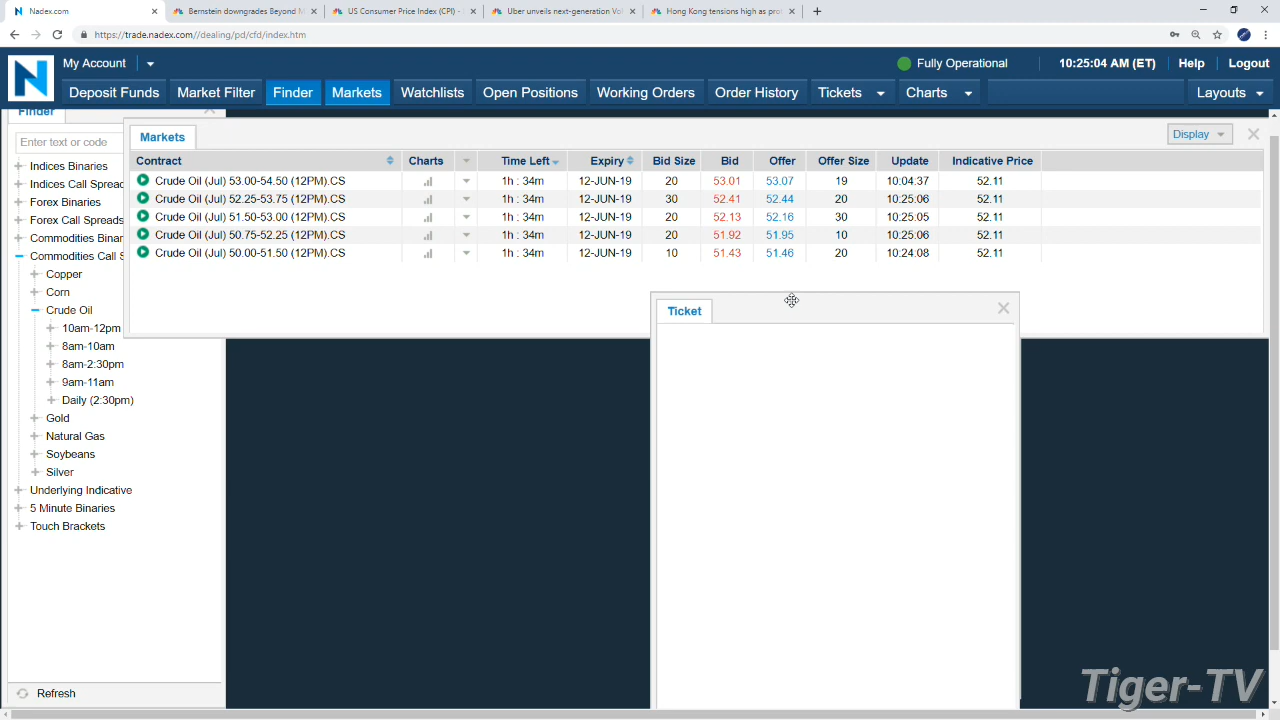 Nadex.com
Bernstein downgrades Beyond M
US Consumer Price Index (CPI) -
Uber unveils next-generation Vol
Hong Kong tensions high as prot
https://trade.nadex.com//dealing/pd/cfd/index.htm
N
My Account
Fully Operational
10:25:04 AM (ET)
Help
Logout
Deposit Funds
Market Filter
Finder
Markets
Watchlists
Open Positions
Working Orders
Order History
Tickets
Charts
Layouts
Finder
Enter text or code
Indices Binaries
Indices Call Spreac
Forex Binaries
Forex Call Spreads
Commodities Binar
Commodities Call S
Copper
Corn
Crude Oil
10am-12pm
8am-10am
8am-2:30pm
9am-11am
Daily (2:30pm)
Gold
Natural Gas
Soybeans
Silver
Underlying Indicative
5 Minute Binaries
Touch Brackets
Refresh
Markets
Display
Contract Charts Time Left Expiry Bid Size Bid Offer Offer Size Update Indicative Price
Crude Oil (Jul) 53.00-54.50 (12PM).CS 1h : 34m 12-JUN-19 20 53.01 53.07 19 10:04:37 52.11
Crude Oil (Jul) 52.25-53.75 (12PM).CS 1h : 34m 12-JUN-19 30 52.41 52.44 20 10:25:06 52.11
Crude Oil (Jul) 51.50-53.00 (12PM).CS 1h : 34m 12-JUN-19 20 52.13 52.16 30 10:25:05 52.11
Crude Oil (Jul) 50.75-52.25 (12PM).CS 1h : 34m 12-JUN-19 20 51.92 51.95 10 10:25:06 52.11
Crude Oil (Jul) 50.00-51.50 (12PM).CS 1h : 34m 12-JUN-19 10 51.43 51.46 20 10:24:08 52.11
Ticket
Tiger-TV